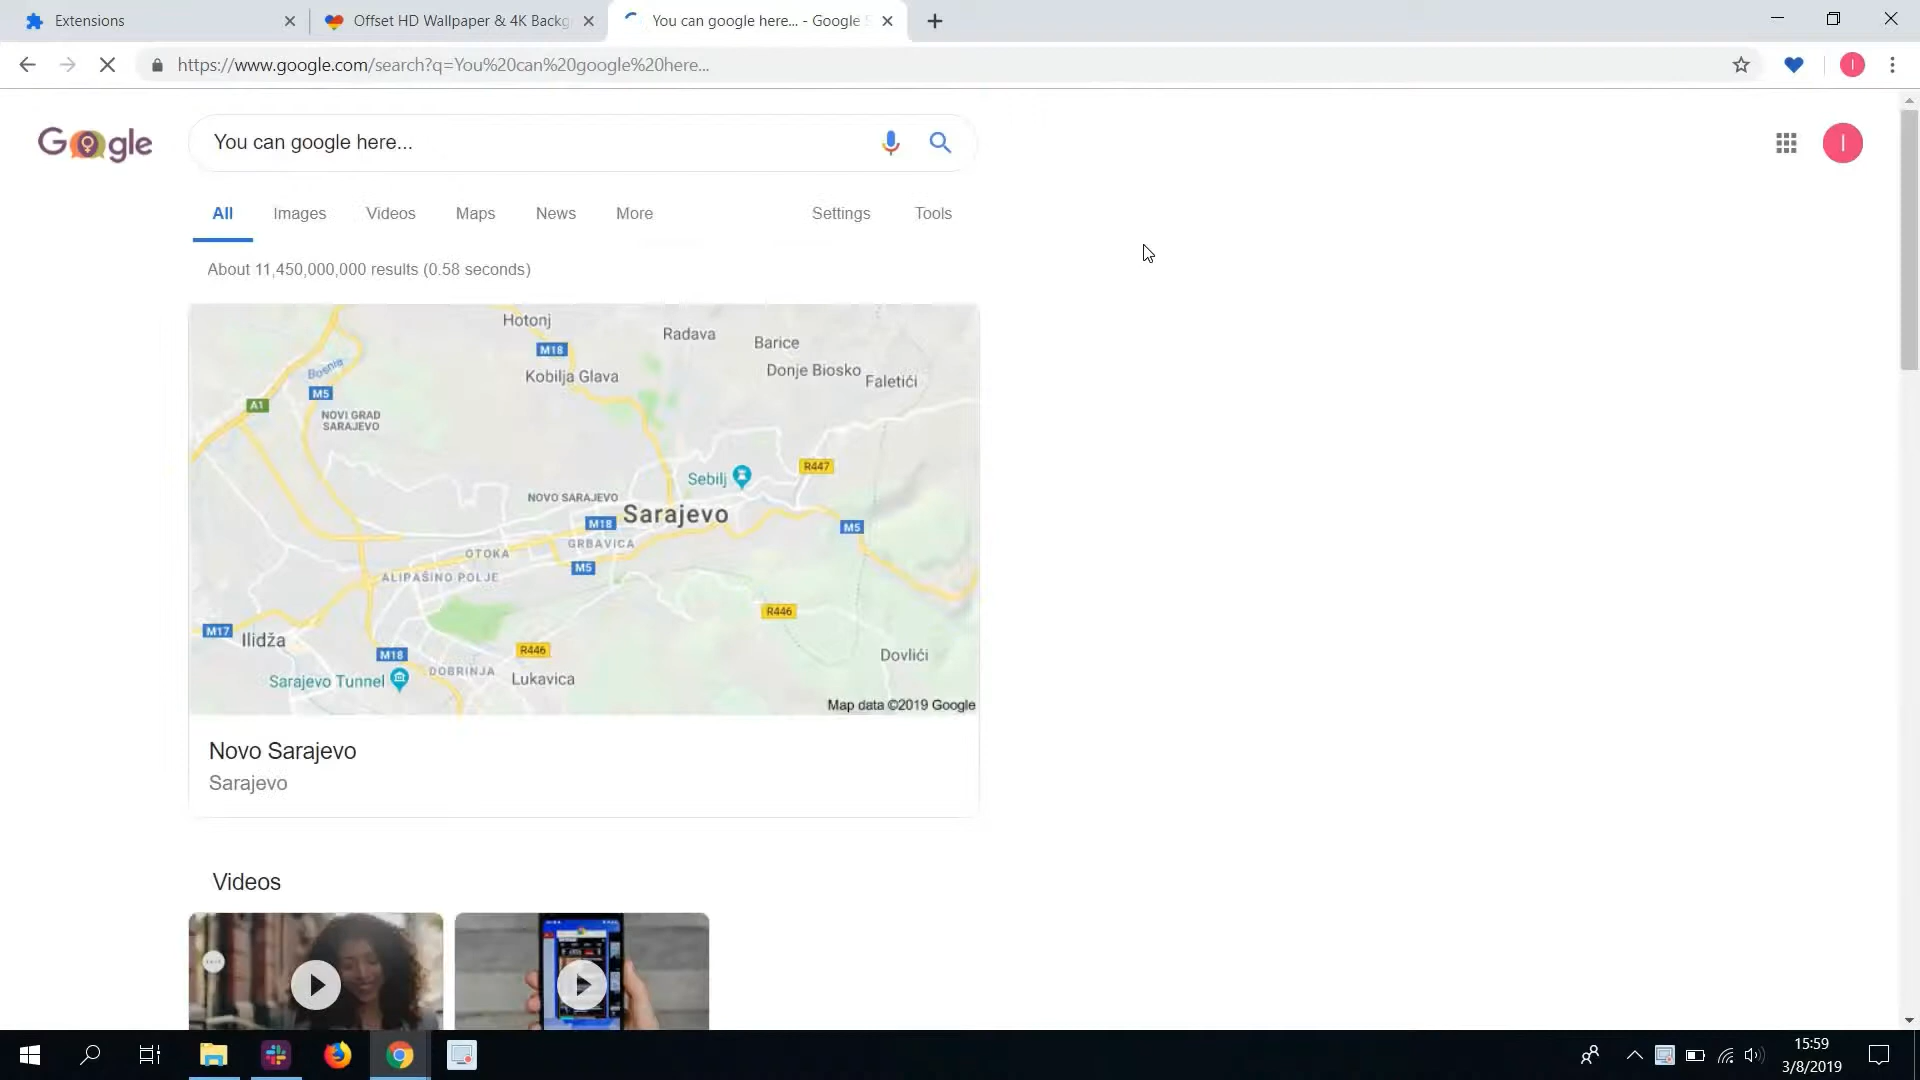 Extensions
Offset HD Wallpaper & 4K Backg
You can google here... - Google S
https://www.google.com/search?q=You%20can%20google%20here...
I
Google
You can google here...
I
All
Images
Videos
Maps
News
More
Settings
Tools
About 11,450,000,000 results (0.58 seconds)
Hotonj
Radava
Barice
M18
Bosnia
Kobilja Glava
Donje Biosko
Faletići
M5
A1
NOVI GRAD
SARAJEVO
R447
Sebilj
NOVO SARAJEVO
Sarajevo
M18
M5
GRBAVICA
OTOKA
M5
ALIPAŠINO POLJE
R446
M17
Ilidža
M18
R446
Dovlići
DOBRINJA
Lukavica
Sarajevo Tunnel
Map data ©2019 Google
Novo Sarajevo
Sarajevo
Videos
15:59
3/8/2019